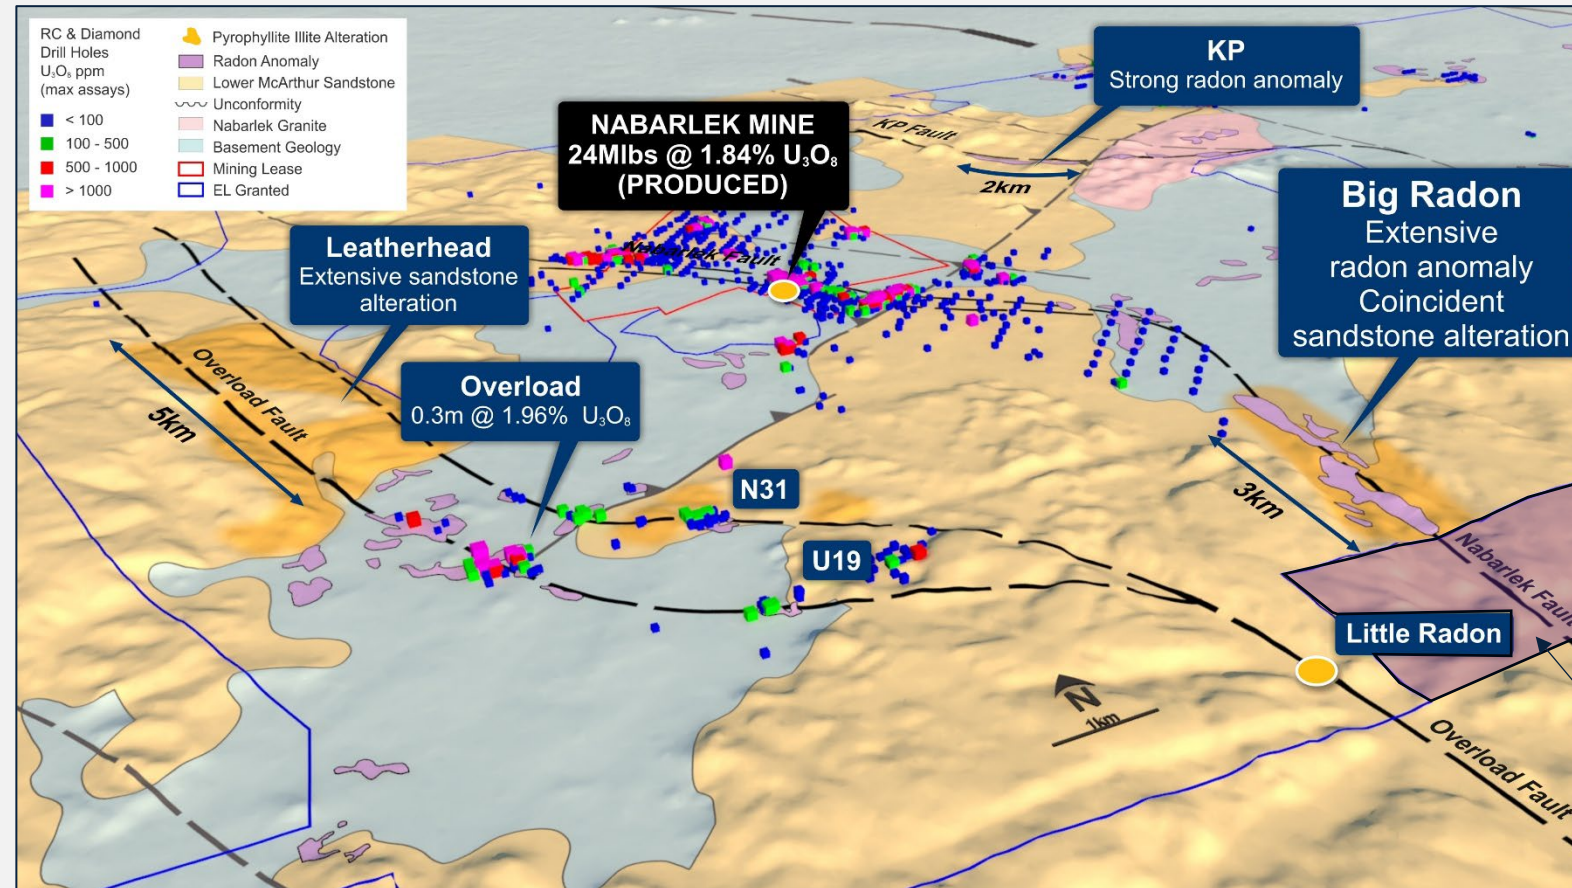 RC & Diamond
Drill Holes
U₃O₈ ppm
(max assays)
< 100
100 - 500
500 - 1000
> 1000
Pyrophyllite Illite Alteration
Radon Anomaly
Lower McArthur Sandstone
Unconformity
Nabarlek Granite
Basement Geology
Mining Lease
EL Granted
KP
Strong radon anomaly
NABARLEK MINE
24Mlbs @ 1.84% U₃O₈
(PRODUCED)
KP Fault
2km
Big Radon
Extensive
radon anomaly
Coincident
sandstone alteration
Leatherhead
Extensive sandstone
alteration
Nabarlek Fault
Overload Fault
5km
Overload
0.3m @ 1.96% U₃O₈
N31
U19
3km
Nabarlek Fault
Little Radon
N
1km
Overload Fault